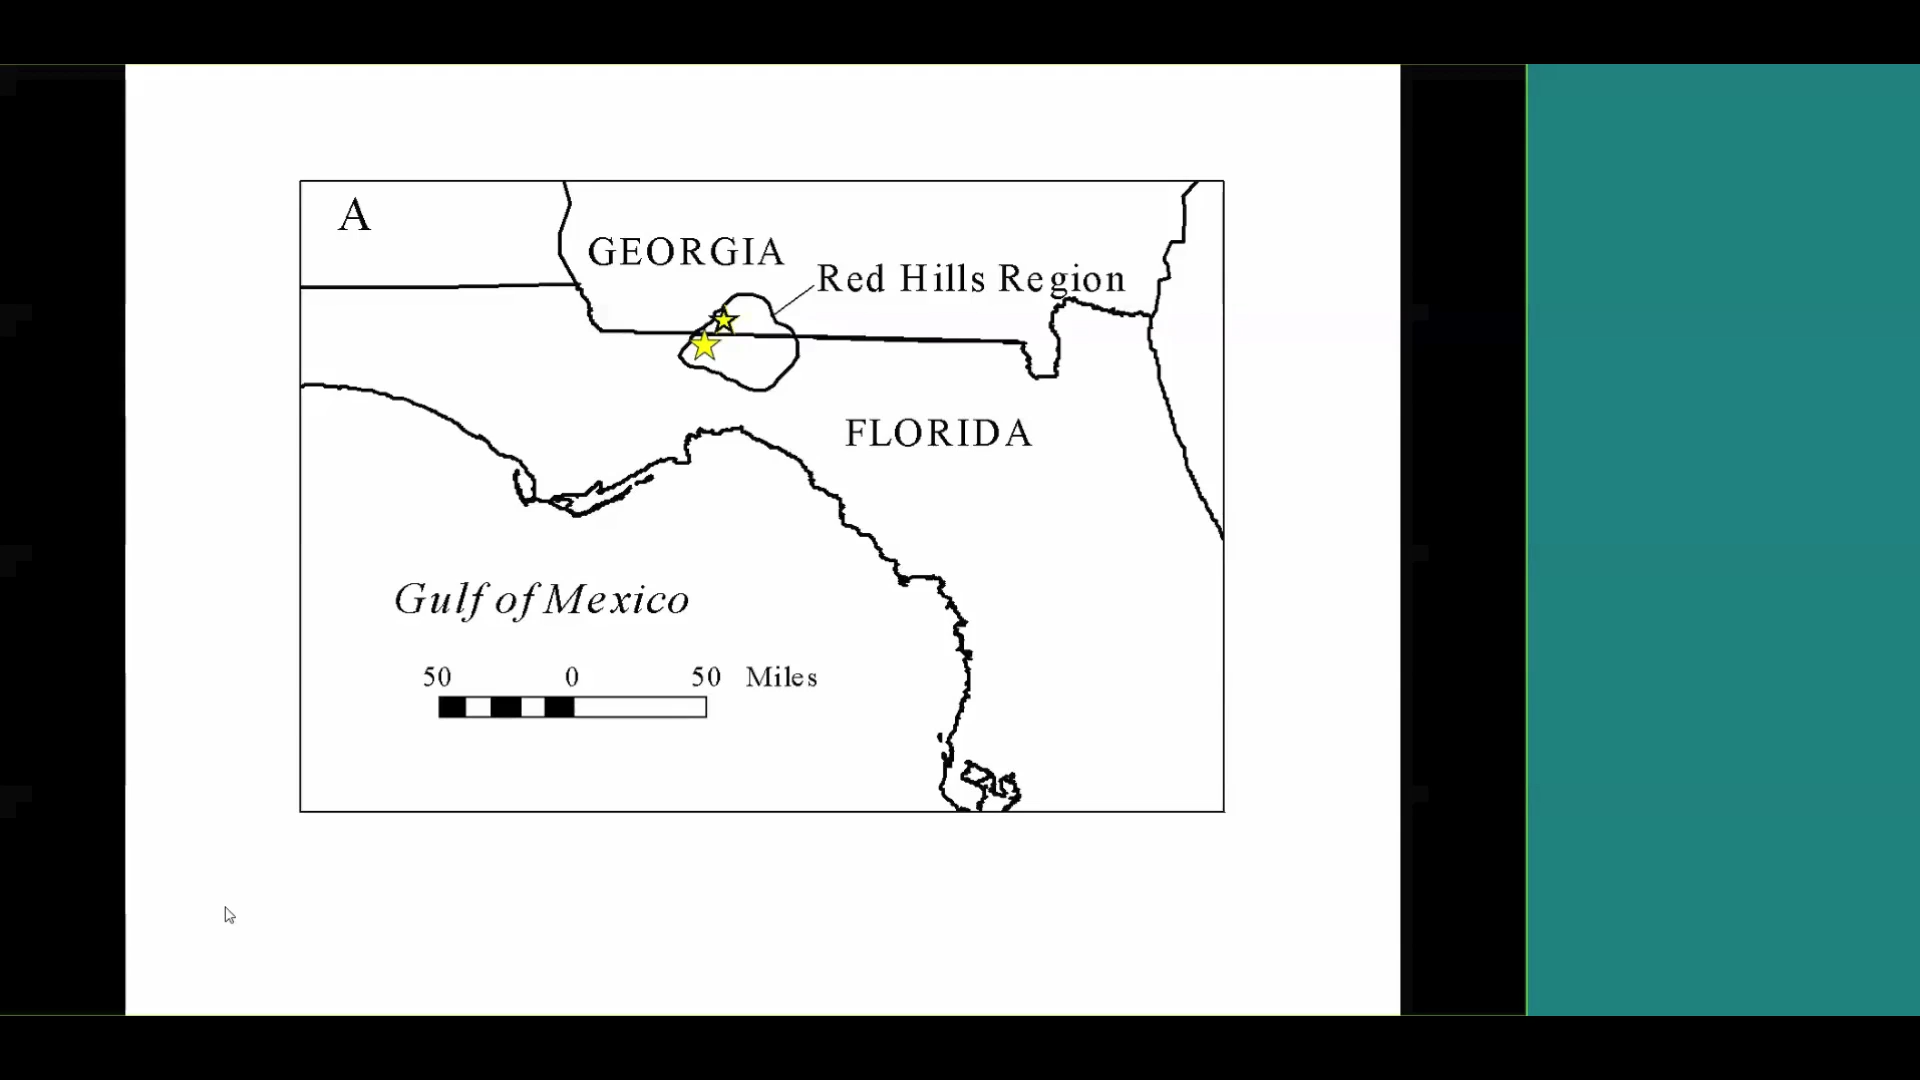 A
GEORGIA
Red Hills Region
FLORIDA
Gulf of Mexico
50 0 50 Miles